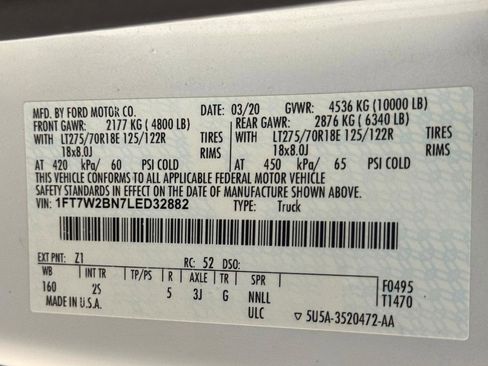 MFD. BY FORD MOTOR CO. DATE: 03/20 GVWR: 4536 KG (10000 LB)
FRONT GAWR: 2177 KG ( 4800 LB) REAR GAWR: 2876 KG ( 6340 LB)
WITH LT275/70R18E 125/122R TIRES WITH LT275/70R18E 125/122R TIRES
18x8.0J RIMS 18x8.0J RIMS
AT 420 kPa/ 60 PSI COLD AT 450 kPa/ 65 PSI COLD
THIS VEHICLE CONFORMS TO ALL APPLICABLE FEDERAL MOTOR VEHICLE
SAFETY STANDARDS IN EFFECT ON THE DATE OF MANUFACTURE SHOWN ABOVE.
VIN: 1FT7W2BN7LED32882 TYPE: Truck
EXT PNT: Z1 RC: 52 DSO:
WB INT TR TP/PS R AXLE TR SPR F0495
160 2S 5 3J G NNLL T1470
MADE IN U.S.A. ULC ▽ 5U5A-3520472-AA